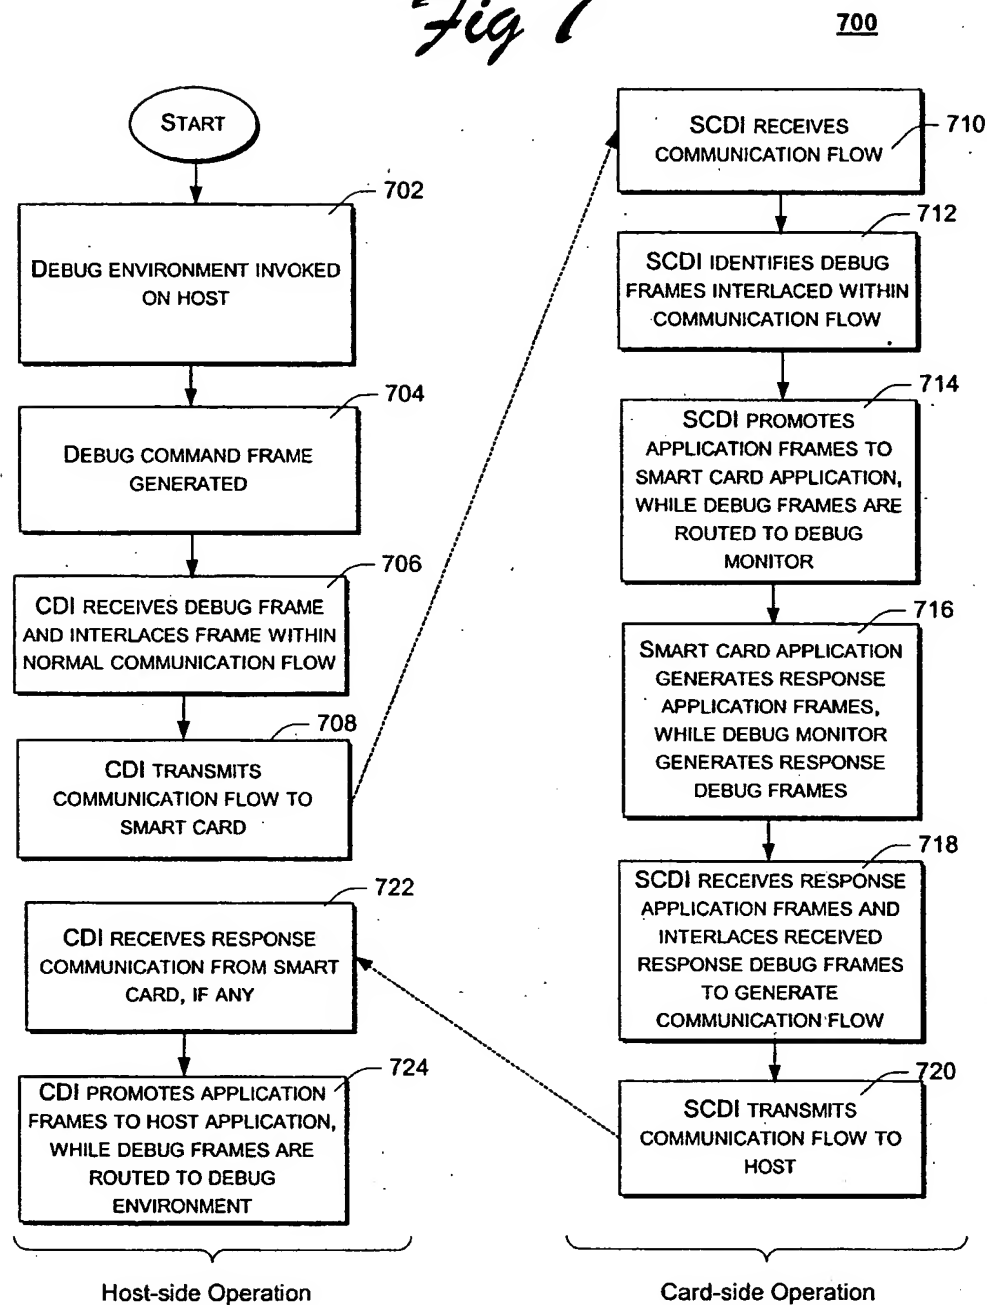 Fig 7
700
START
702
DEBUG ENVIRONMENT INVOKED
ON HOST
704
DEBUG COMMAND FRAME
GENERATED
706
CDI RECEIVES DEBUG FRAME
AND INTERLACES FRAME WITHIN
NORMAL COMMUNICATION FLOW
708
CDI TRANSMITS
COMMUNICATION FLOW TO
SMART CARD
722
CDI RECEIVES RESPONSE
COMMUNICATION FROM SMART
CARD, IF ANY
724
CDI PROMOTES APPLICATION
FRAMES TO HOST APPLICATION,
WHILE DEBUG FRAMES ARE
ROUTED TO DEBUG
ENVIRONMENT
Host-side Operation
710
SCDI RECEIVES
COMMUNICATION FLOW
712
SCDI IDENTIFIES DEBUG
FRAMES INTERLACED WITHIN
COMMUNICATION FLOW
714
SCDI PROMOTES
APPLICATION FRAMES TO
SMART CARD APPLICATION,
WHILE DEBUG FRAMES ARE
ROUTED TO DEBUG
MONITOR
716
SMART CARD APPLICATION
GENERATES RESPONSE
APPLICATION FRAMES,
WHILE DEBUG MONITOR
GENERATES RESPONSE
DEBUG FRAMES
718
SCDI RECEIVES RESPONSE
APPLICATION FRAMES AND
INTERLACES RECEIVED
RESPONSE DEBUG FRAMES
TO GENERATE
COMMUNICATION FLOW
720
SCDI TRANSMITS
COMMUNICATION FLOW TO
HOST
Card-side Operation